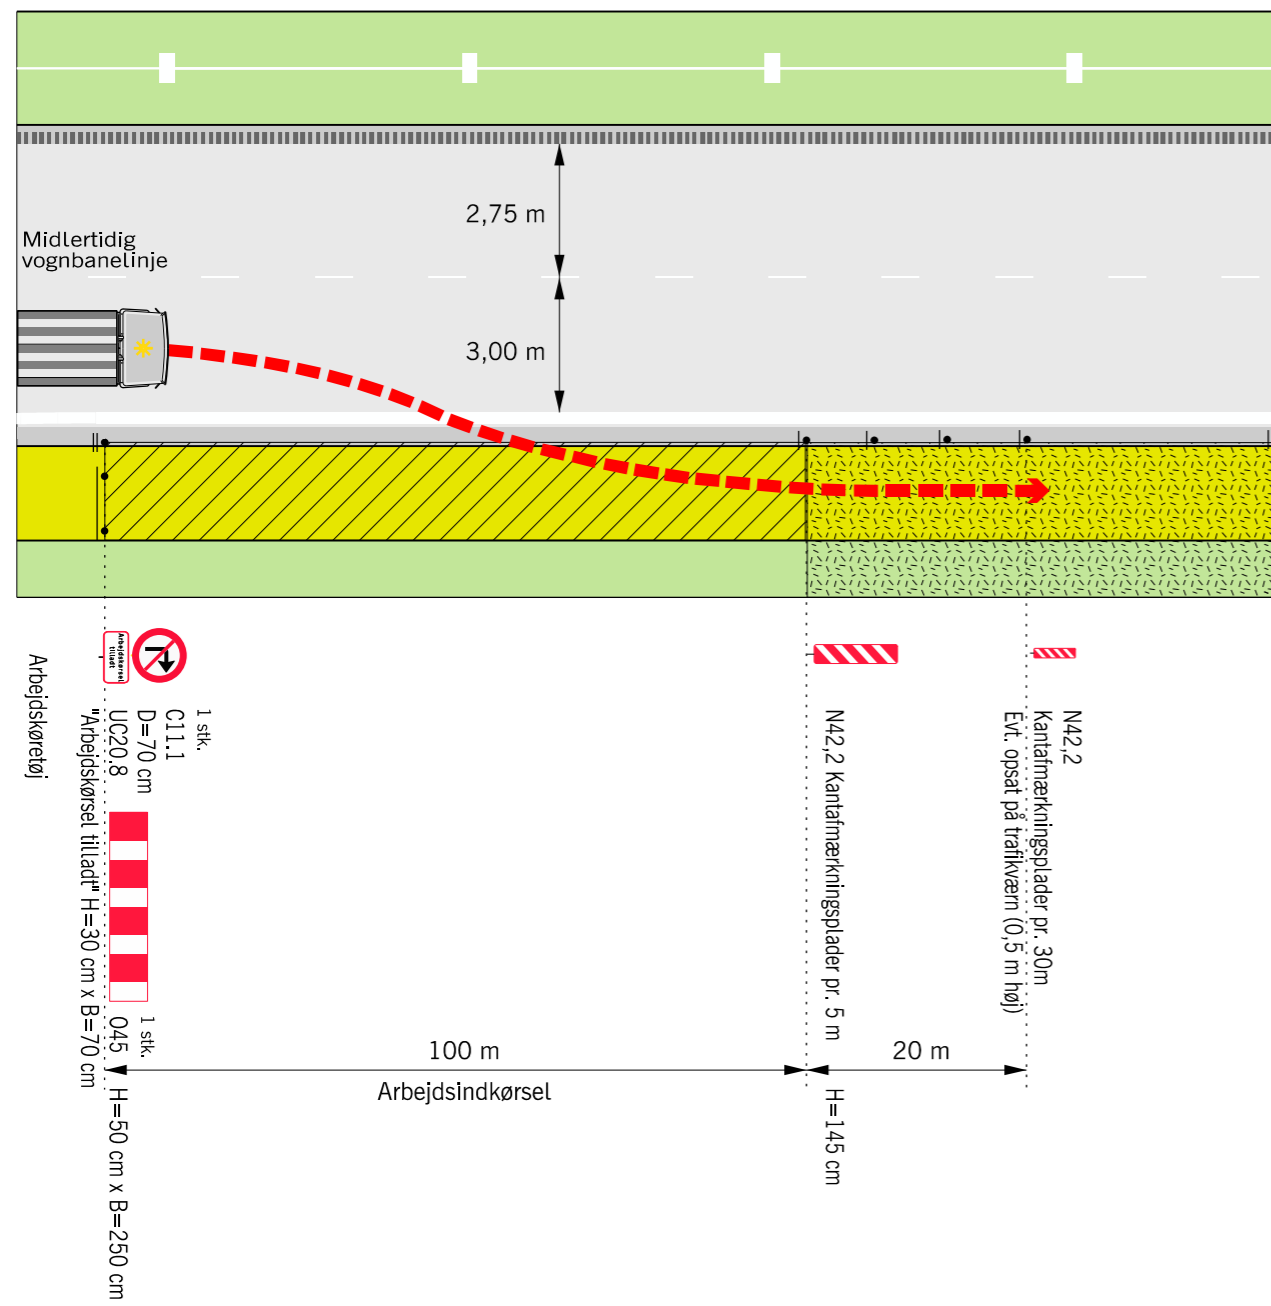 2,75 m
Midlertidig
vognbanelinje
3,00 m
Arbejdskørsel
tilladt
Arbejdskøretøj
1 stk.
C11.1
D=70 cm
UC20.8
"Arbejdskørsel tilladt" H=30 cm x B=70 cm
1 stk.
O45 H=50 cm x B=250 cm
N42,2 Kantafmærkningsplader pr. 5 m H=145 cm
N42,2
Kantafmærkningsplader pr. 30m
Evt. opsat på trafikværn (0,5 m høj)
100 m
Arbejdsindkørsel
20 m